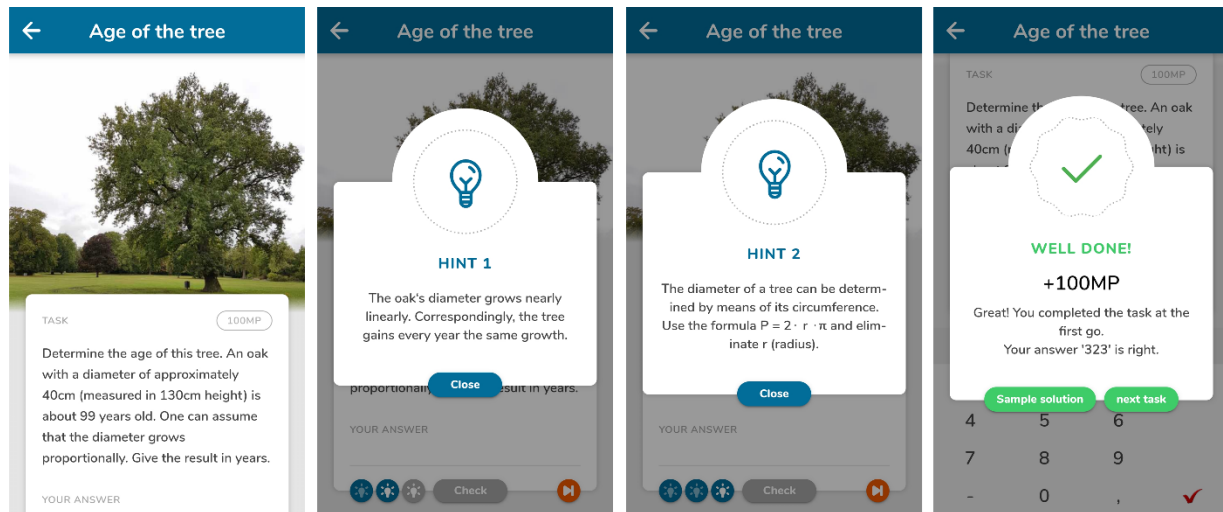 Age of the tree
TASK
100MP
Determine the age of this tree. An oak
with a diameter of approximately
40cm (measured in 130cm height) is
about 99 years old. One can assume
that the diameter grows
proportionally. Give the result in years.
YOUR ANSWER
Age of the tree
HINT 1
The oak's diameter grows nearly
linearly. Correspondingly, the tree
gains every year the same growth.
Close
proportionally. result in years.
YOUR ANSWER
Check
Age of the tree
HINT 2
The diameter of a tree can be determ-
ined by means of its circumference.
Use the formula P = 2· r ·π and elim-
inate r (radius).
Close
YOUR ANSWER
Check
Age of the tree
TASK
100MP
Determine tree. An oak
with a
40cm ht) is
WELL DONE!
+100MP
Great! You completed the task at the
first go.
Your answer '323' is right.
Sample solution
next task
4 5 6
7 8 9
- 0 ,